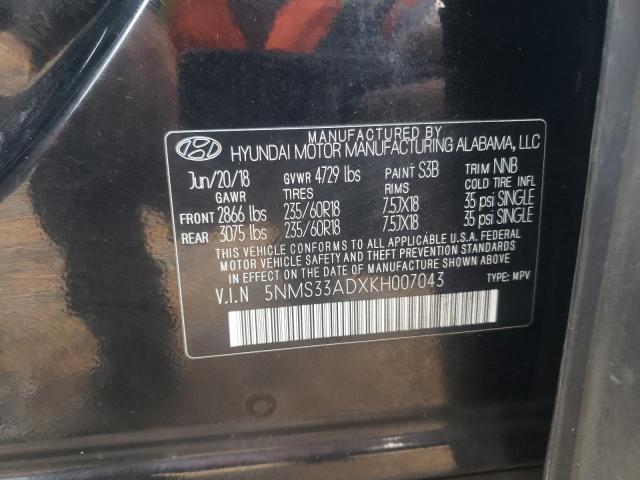 MANUFACTURED BY
HYUNDAI MOTOR MANUFACTURING ALABAMA, LLC
Jun/20/18 GVWR 4729 lbs PAINT S3B TRIM NNB
GAWR TIRES RIMS COLD TIRE INFL
FRONT 2866 lbs 235/60R18 7.5JX18 35 psi SINGLE
REAR 3075 lbs 235/60R18 7.5JX18 35 psi SINGLE
THIS VEHICLE CONFORMS TO ALL APPLICABLE U.S.A. FEDERAL
MOTOR VEHICLE SAFETY, AND THEFT PREVENTION STANDARDS
IN EFFECT ON THE DATE OF MANUFACTURE SHOWN ABOVE
V.I.N 5NMS33ADXKH007043 TYPE: MPV